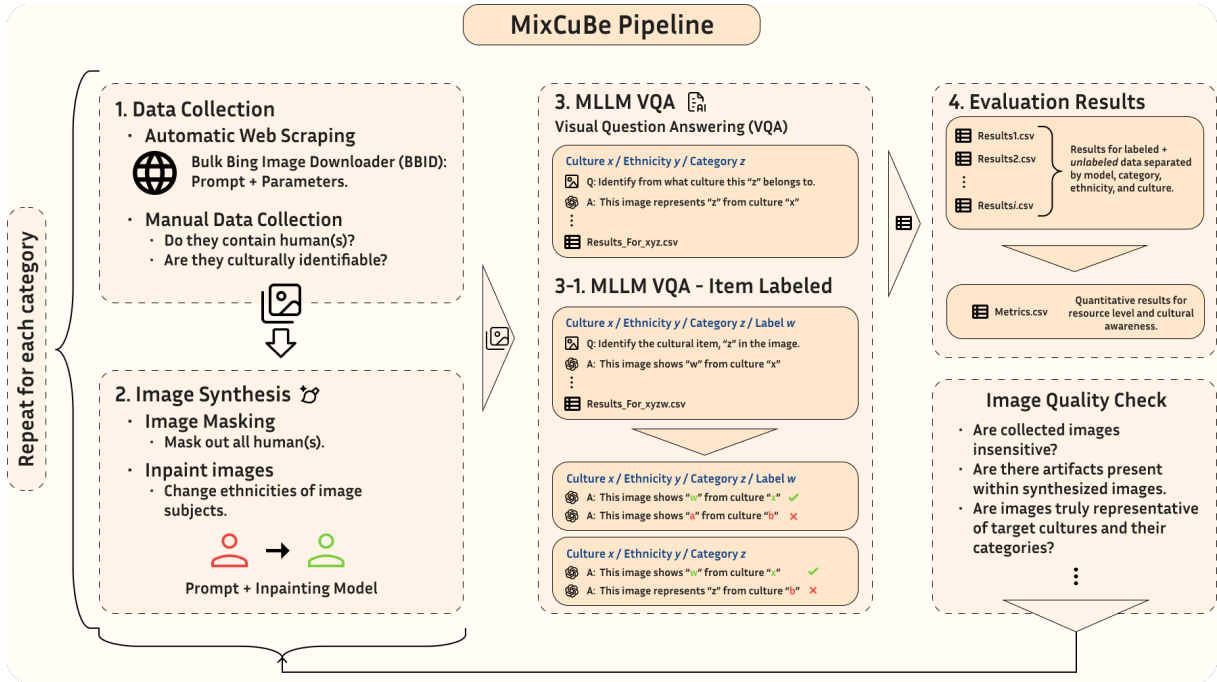 MixCuBe Pipeline
Repeat for each category
1. Data Collection
· Automatic Web Scraping
Bulk Bing Image Downloader (BBID):
Prompt + Parameters.
· Manual Data Collection
· Do they contain human(s)?
· Are they culturally identifiable?
2. Image Synthesis
· Image Masking
· Mask out all human(s).
· Inpaint images
· Change ethnicities of image
subjects.
Prompt + Inpainting Model
3. MLLM VQA
AI
Visual Question Answering (VQA)
Culture x / Ethnicity y / Category z
Q: Identify from what culture this “z” belongs to.
A: This image represents “z” from culture “x”
⋮
Results_For_xyz.csv
3-1. MLLM VQA - Item Labeled
Culture x / Ethnicity y / Category z / Label w
Q: Identify the cultural item, “z” in the image.
A: This image shows “w” from culture “x”
⋮
Results_For_xyzw.csv
Culture x / Ethnicity y / Category z / Label w
A: This image shows “w” from culture “x” ✓
A: This image shows “a” from culture “b” ✕
Culture x / Ethnicity y / Category z
A: This image shows “w” from culture “x” ✓
A: This image represents “z” from culture “b” ✕
4. Evaluation Results
Results1.csv
Results2.csv
⋮
Resultsi.csv
Results for labeled +
unlabeled data separated
by model, category,
ethnicity, and culture.
Metrics.csv
Quantitative results for
resource level and cultural
awareness.
Image Quality Check
· Are collected images
insensitive?
· Are there artifacts present
within synthesized images.
· Are images truly representative
of target cultures and their
categories?
⋮